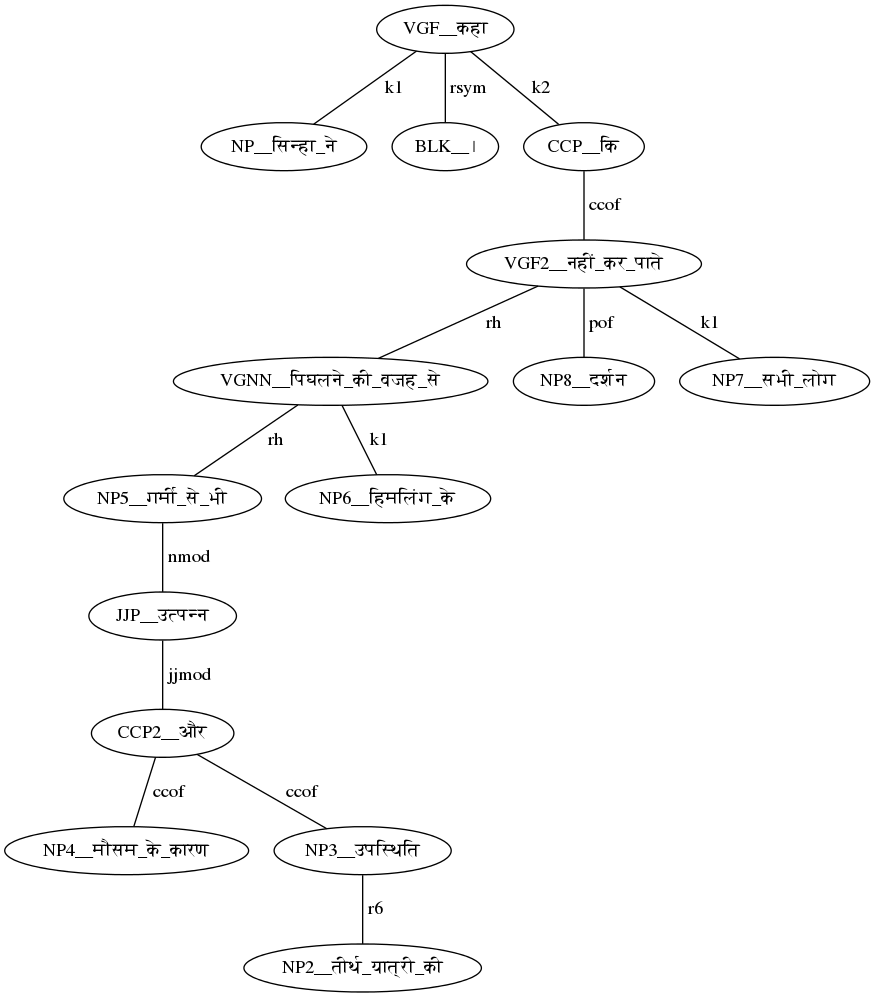 VGF__कहा
k1 rsym k2
NP__सिन्हा_ने BLK__। CCP__कि
ccof
VGF2__नहीं_कर_पाते
rh pof k1
VGNN__पिघलने_की_वजह_से NP8__दर्शन NP7__सभी_लोग
rh k1
NP5__गर्मी_से_भी NP6__हिमलिंग_के
nmod
JJP__उत्पन्न
jjmod
CCP2__और
ccof ccof
NP4__मौसम_के_कारण NP3__उपस्थिति
r6
NP2__तीर्थ_यात्री_की